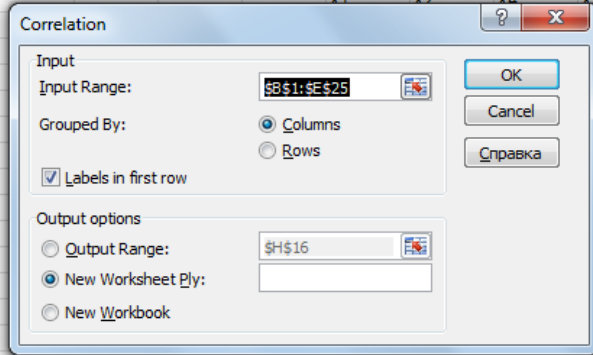 Correlation
Input
Input Range:
$B$1:$E$25
OK
Grouped By:
Columns
Cancel
Rows
Справка
Labels in first row
Output options
Output Range:
$H$16
New Worksheet Ply:
New Workbook